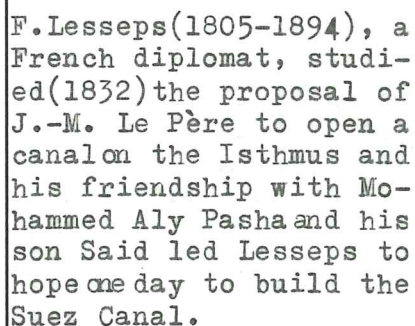 F.Lesseps(1805-1894), a
French diplomat, studi-
ed(1832)the proposal of
J.-M. Le Père to open a
canal on the Isthmus and
his friendship with Mo-
hammed Aly Pasha and his
son Said led Lesseps to
hope one day to build the
Suez Canal.